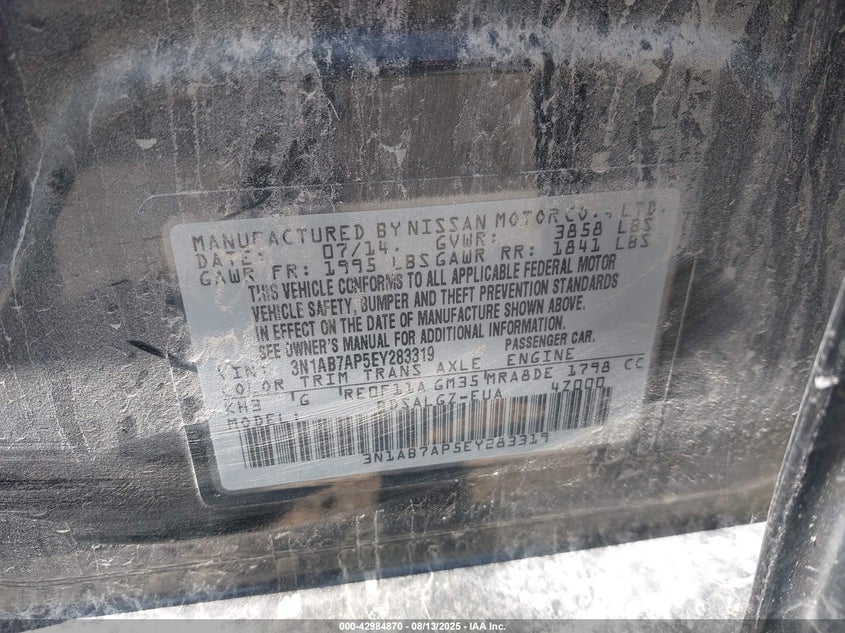 MANUFACTURED BY NISSAN MOTOR CO., LTD.
DATE: 07/14. GVWR: 3858 LBS
GAWR FR: 1995 LBS GAWR RR: 1841 LBS
THIS VEHICLE CONFORMS TO ALL APPLICABLE FEDERAL MOTOR
VEHICLE SAFETY, BUMPER AND THEFT PREVENTION STANDARDS
IN EFFECT ON THE DATE OF MANUFACTURE SHOWN ABOVE.
SEE OWNER'S MANUAL FOR ADDITIONAL INFORMATION.
VIN: 3N1AB7AP5EY283319 PASSENGER CAR.
COLOR TRIM TRANS AXLE ENGINE
KH3 G RE0F11A GM35 MRA8DE 1798 CC
MODEL: 4Z000
3N1AB7AP5EY283319
000-42984870 - 08/13/2025 - IAA Inc.